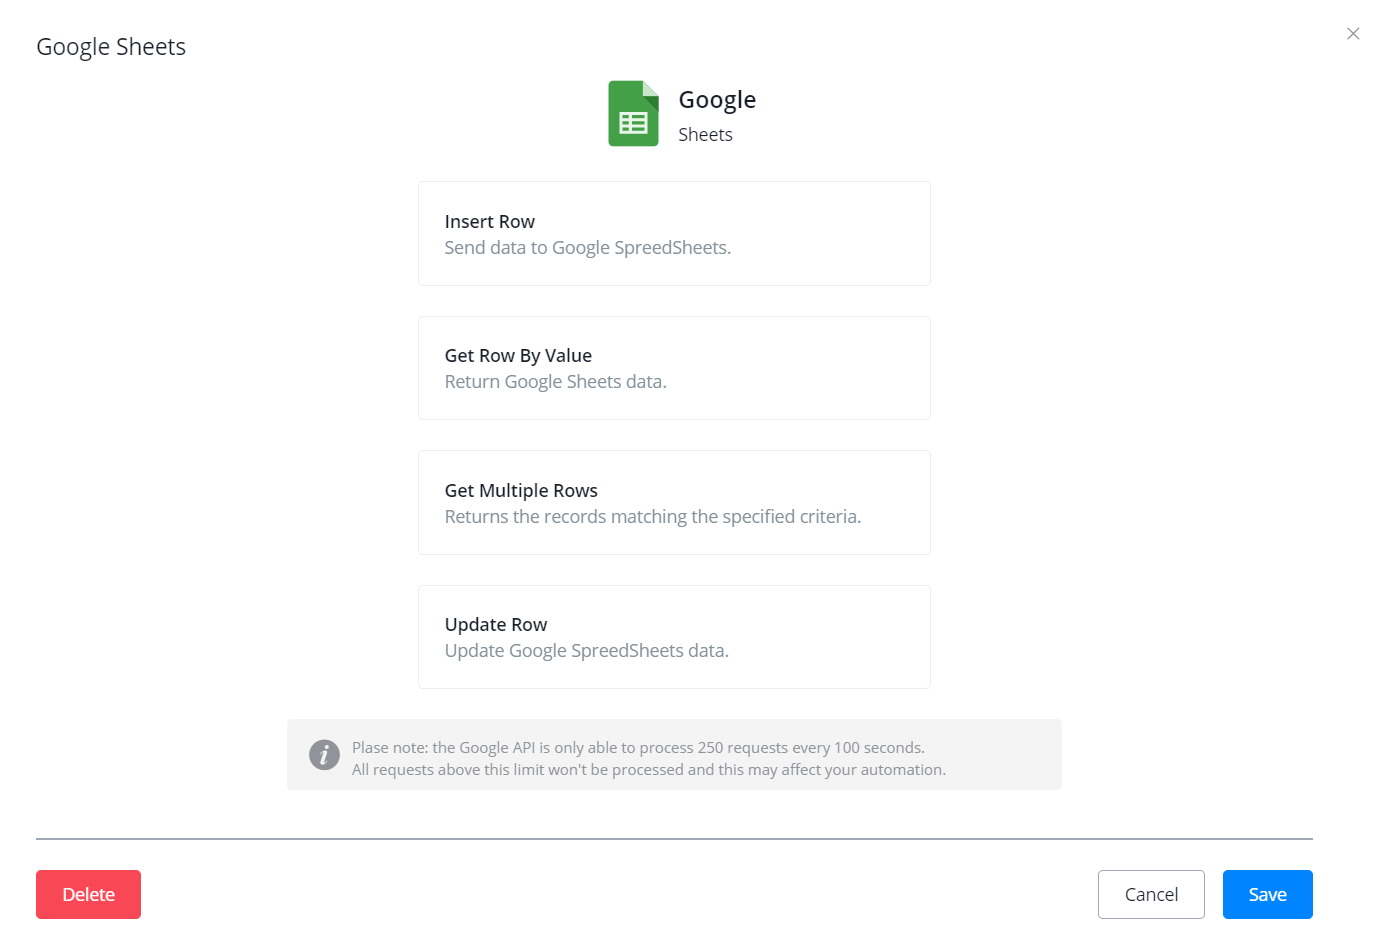 Google Sheets
Google
Sheets
Insert Row
Send data to Google SpreedSheets.
Get Row By Value
Return Google Sheets data.
Get Multiple Rows
Returns the records matching the specified criteria.
Update Row
Update Google SpreedSheets data.
Plase note: the Google API is only able to process 250 requests every 100 seconds.
All requests above this limit won't be processed and this may affect your automation.
Delete
Cancel
Save